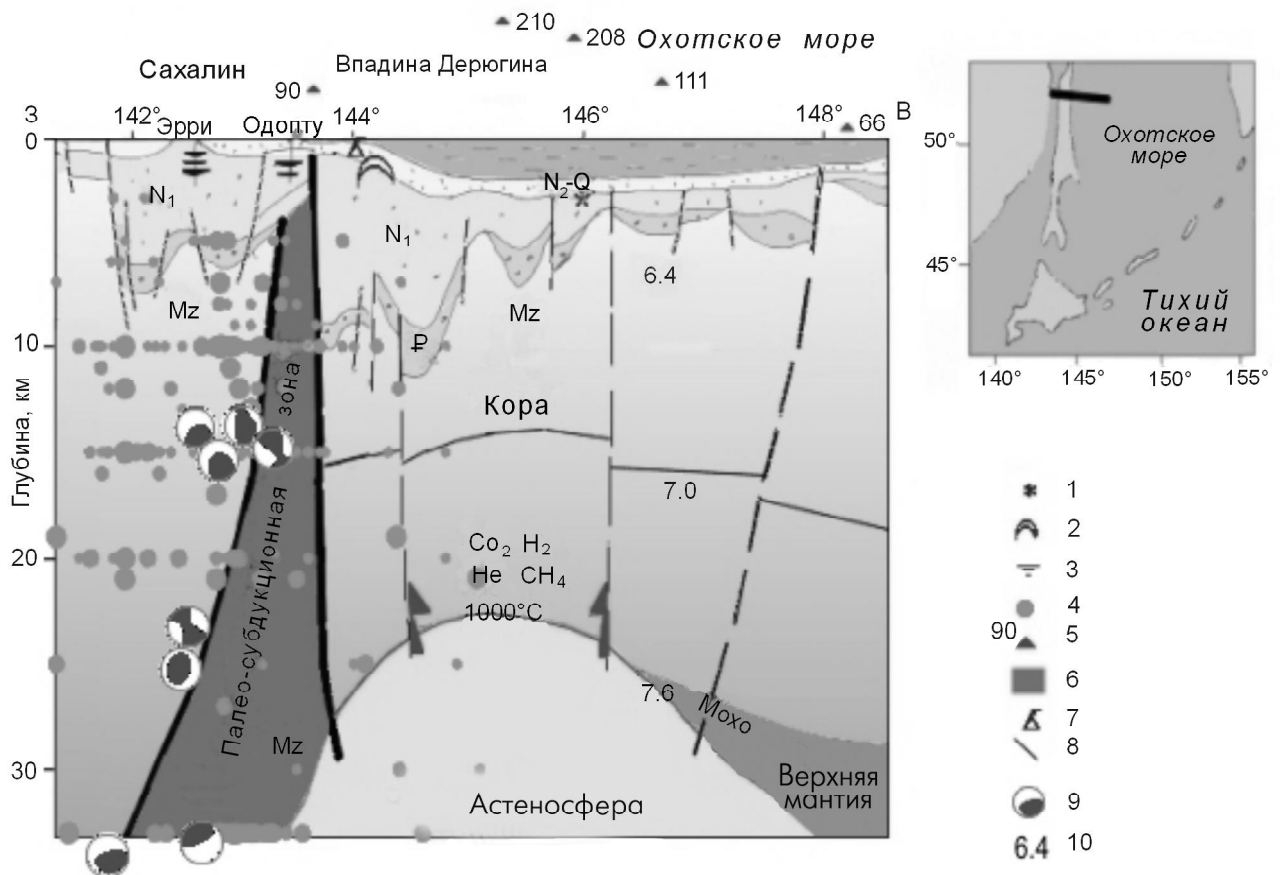 210
208 Охотское море
Сахалин
Впадина Дерюгина
90
111
З
142°
144°
146°
148°
66
В
Эрри
Одопту
0
10
20
30
Глубина, км
N₁
N₁
N₂-Q
6.4
Mz
Mz
₽
зона
Кора
7.0
Палео-субдукционная
Co₂ H₂
He CH₄
1000°C
7.6
Мохо
Mz
Верхняя
мантия
Астеносфера
50°
45°
Охотское
море
Тихий
океан
140°
145°
150°
155°
1
2
3
4
90
5
6
7
8
9
6.4
10